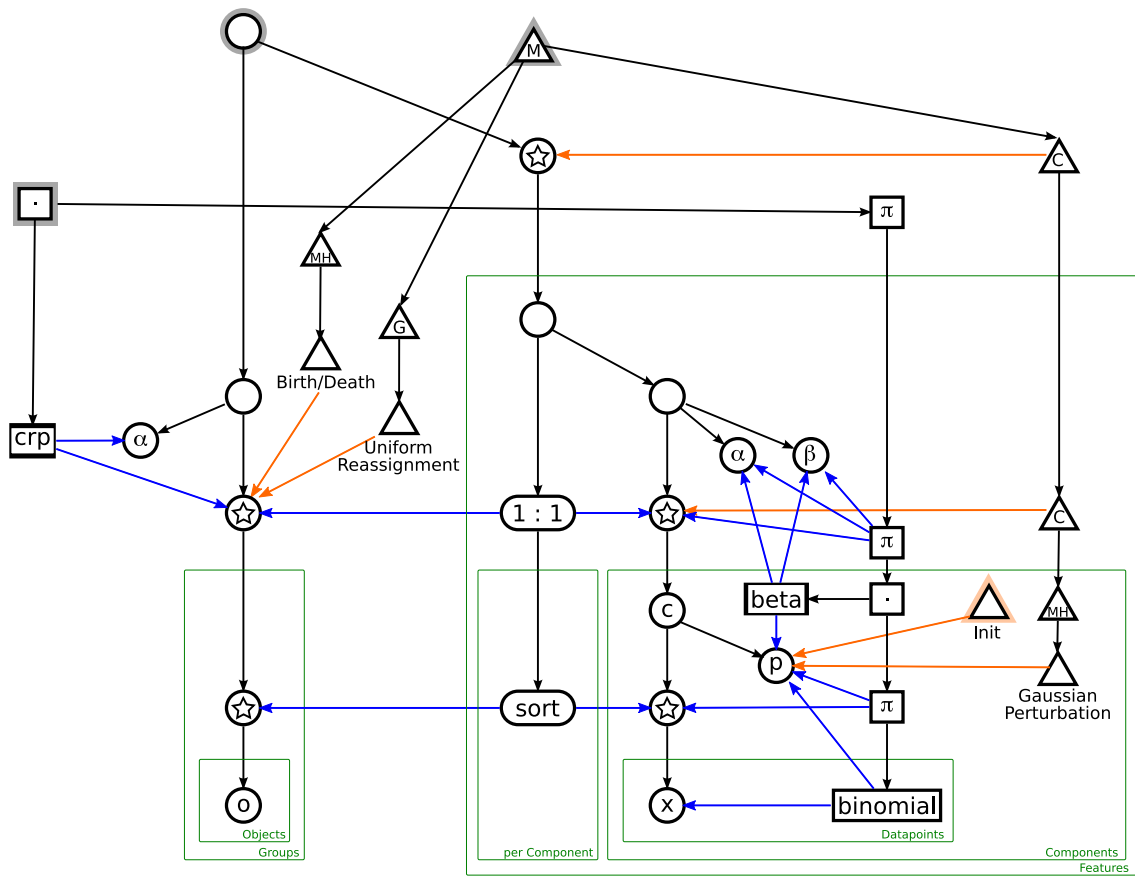 M
C
·
π
MH
G
Birth/Death
crp
α
Uniform
Reassignment
α
β
1 : 1
C
π
beta
·
c
Init
MH
p
Gaussian
Perturbation
sort
π
o
x
binomial
Objects
Datapoints
Groups
per Component
Components
Features